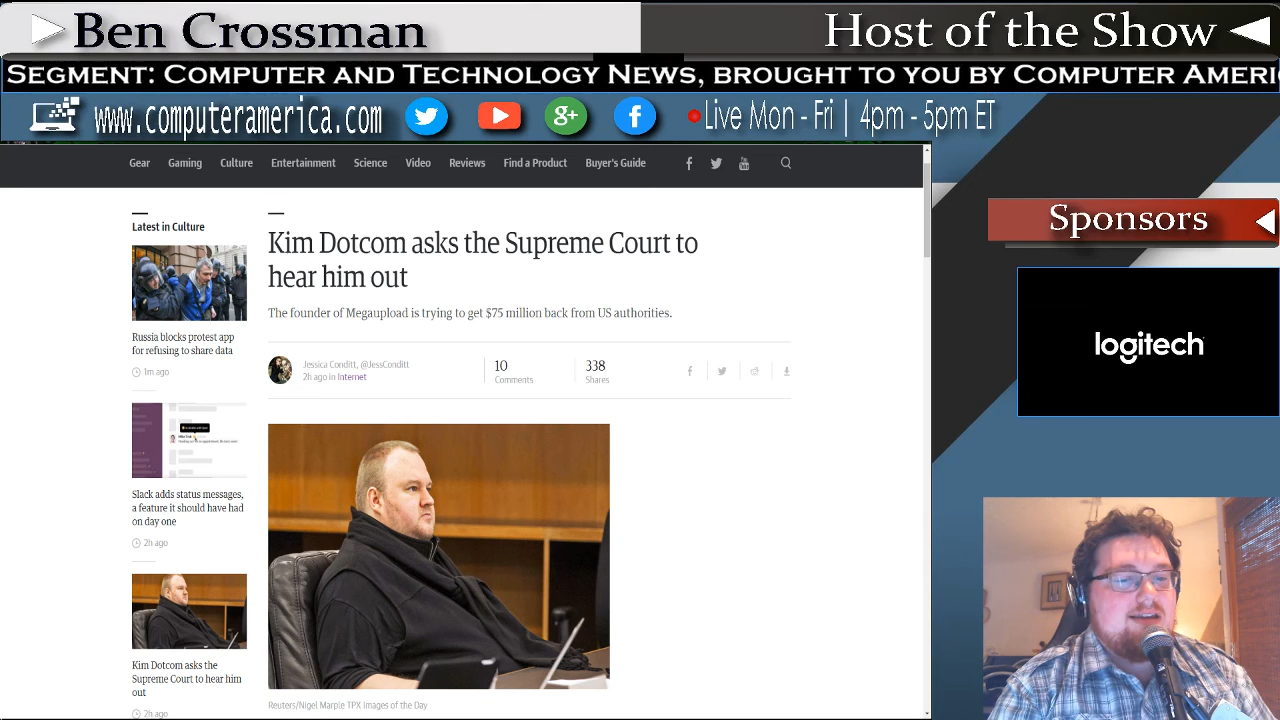 Ben Crossman
Host of the Show
Segment: Computer and Technology News, brought to you by Computer Ameri
www.computeramerica.com
Live Mon - Fri | 4pm - 5pm ET
Gear
Gaming
Culture
Entertainment
Science
Video
Reviews
Find a Product
Buyer's Guide
Latest in Culture
Russia blocks protest app
for refusing to share data
1m ago
Slack adds status messages,
a feature it should have had
on day one
2h ago
Kim Dotcom asks the
Supreme Court to hear him
out
2h ago
Kim Dotcom asks the Supreme Court to
hear him out
The founder of Megaupload is trying to get $75 million back from US authorities.
Jessica Conditt, @JessConditt
2h ago in Internet
10
Comments
338
Shares
Reuters/Nigel Marple TPX images of the Day
Sponsors
logitech